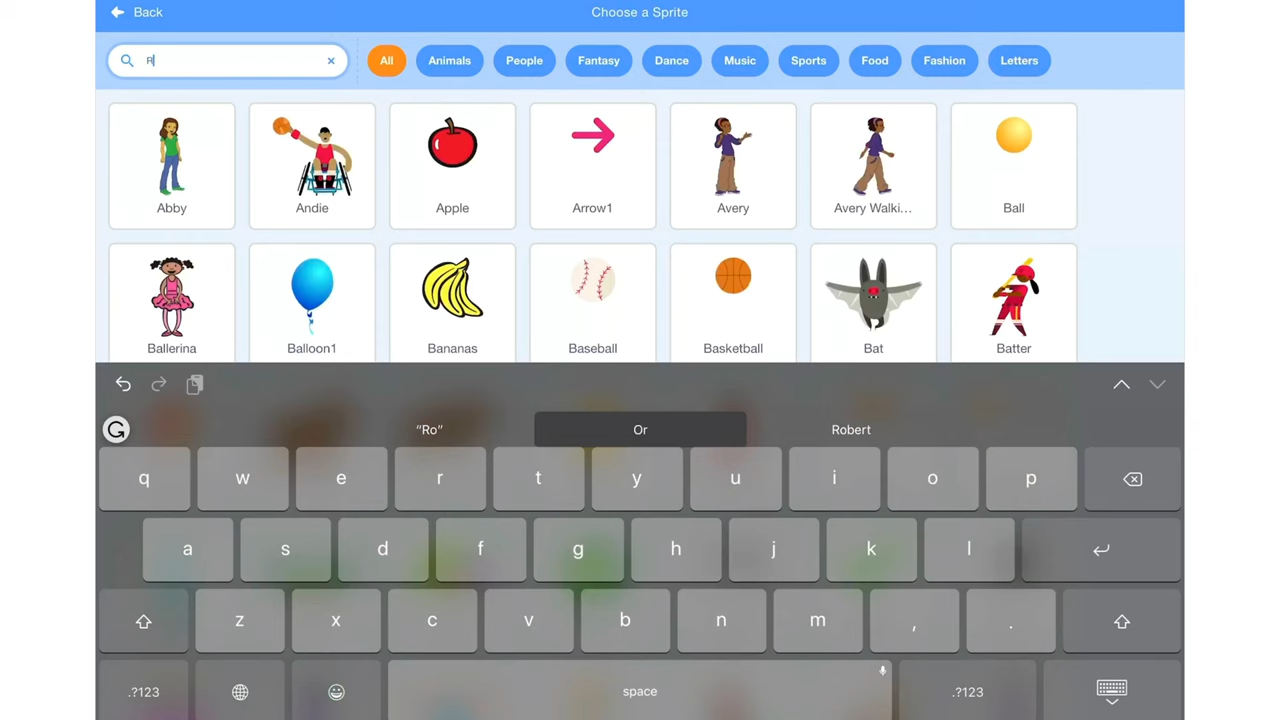 Back
Choose a Sprite
R
All
Animals
People
Fantasy
Dance
Music
Sports
Food
Fashion
Letters
Abby
Andie
Apple
Arrow1
Avery
Avery Walki...
Ball
Ballerina
Balloon1
Bananas
Baseball
Basketball
Bat
Batter
"Ro"
Or
Robert
q w e r t y u i o p
a s d f g h j k l
z x c v b n m , .
.?123
space
.?123